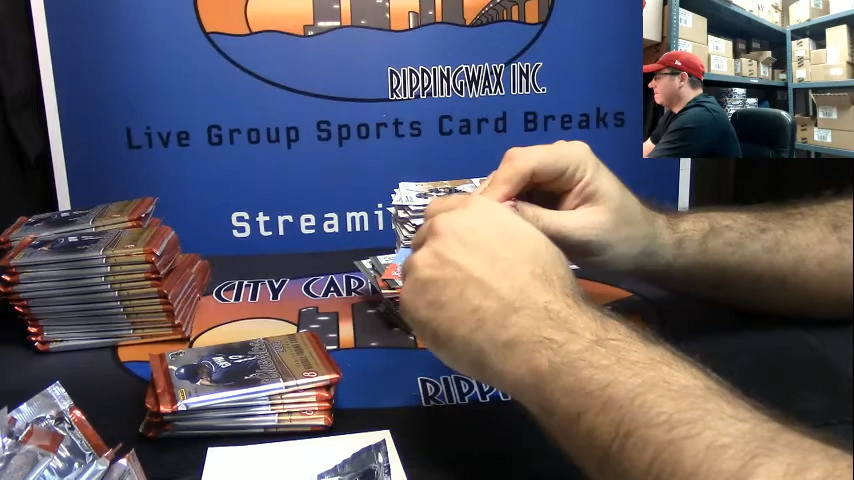 RIPPINGWAX INC.
Live Group Sports Card Breaks
Streami
CITY CAR
RIPP